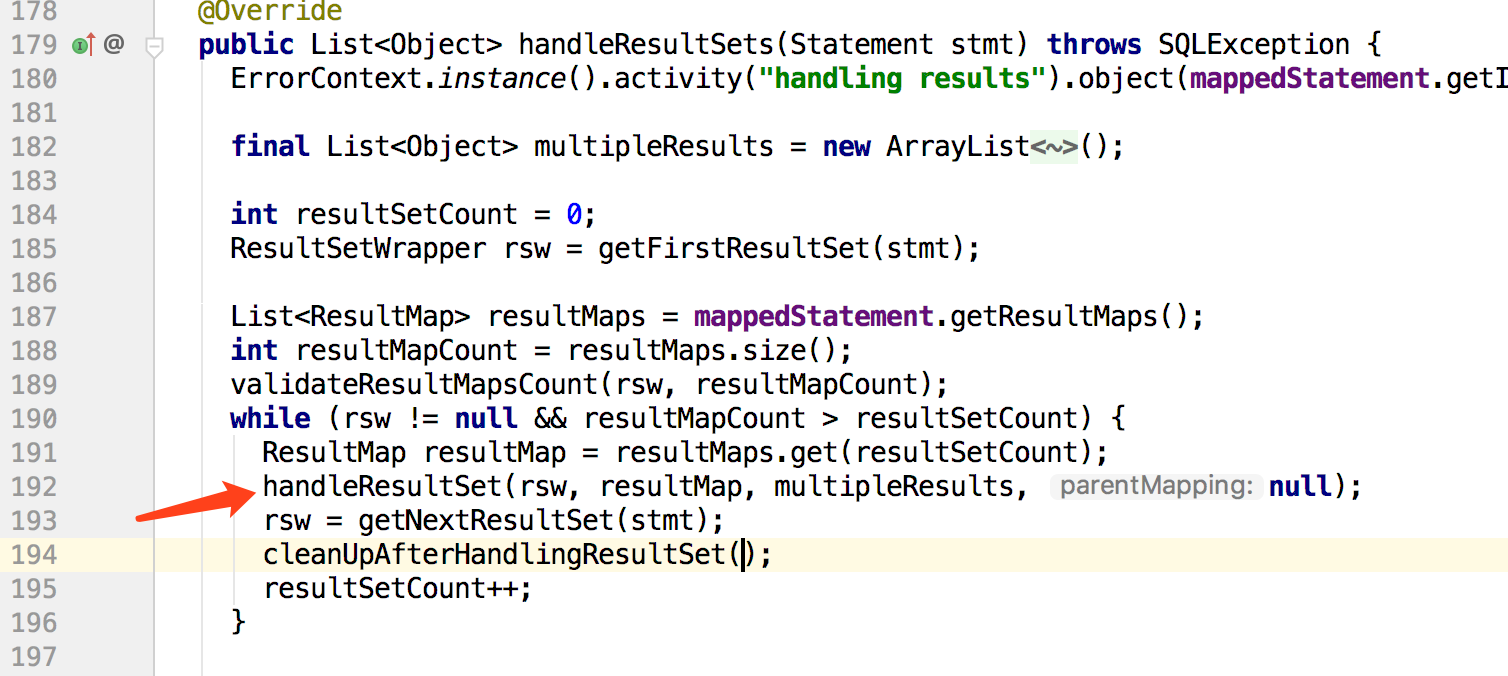 178 @Override
179 @ public List<Object> handleResultSets(Statement stmt) throws SQLException {
180 ErrorContext.instance().activity("handling results").object(mappedStatement.getI
181
182 final List<Object> multipleResults = new ArrayList<~>();
183
184 int resultSetCount = 0;
185 ResultSetWrapper rsw = getFirstResultSet(stmt);
186
187 List<ResultMap> resultMaps = mappedStatement.getResultMaps();
188 int resultMapCount = resultMaps.size();
189 validateResultMapsCount(rsw, resultMapCount);
190 while (rsw != null && resultMapCount > resultSetCount) {
191 ResultMap resultMap = resultMaps.get(resultSetCount);
192 handleResultSet(rsw, resultMap, multipleResults, parentMapping: null);
193 rsw = getNextResultSet(stmt);
194 cleanUpAfterHandlingResultSet();
195 resultSetCount++;
196 }
197